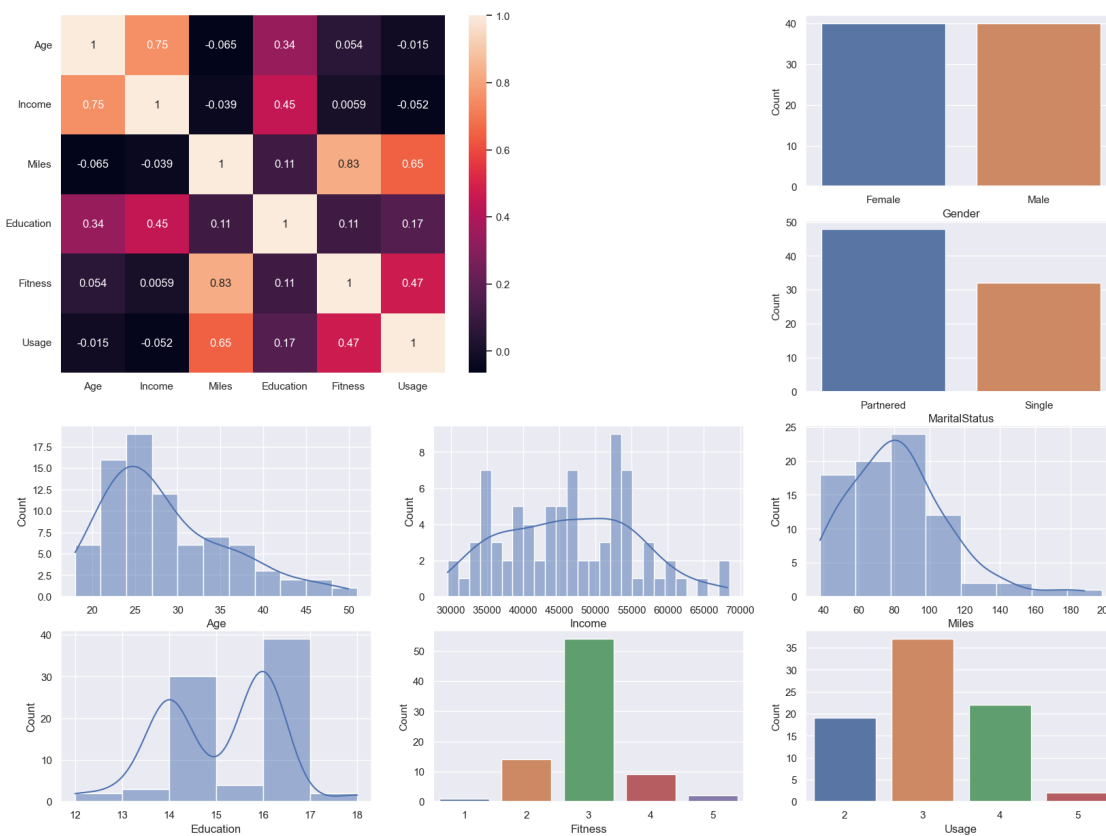 Age 1 0.75 -0.065 0.34 0.054 -0.015
Income 0.75 1 -0.039 0.45 0.0059 -0.052
Miles -0.065 -0.039 1 0.11 0.83 0.65
Education 0.34 0.45 0.11 1 0.11 0.17
Fitness 0.054 0.0059 0.83 0.11 1 0.47
Usage -0.015 -0.052 0.65 0.17 0.47 1
Age Income Miles Education Fitness Usage
1.0
0.8
0.6
0.4
0.2
0.0
40
30
20
10
0
Count
Female Male
Gender
50
40
30
20
10
0
Count
Partnered Single
MaritalStatus
17.5
15.0
12.5
10.0
7.5
5.0
2.5
0.0
Count
20 25 30 35 40 45 50
Age
8
6
4
2
0
Count
30000 35000 40000 45000 50000 55000 60000 65000 70000
Income
25
20
15
10
5
0
Count
40 60 80 100 120 140 160 180
Miles
40
30
20
10
0
Count
12 13 14 15 16 17 18
Education
50
40
30
20
10
0
Count
1 2 3 4 5
Fitness
35
30
25
20
15
10
5
0
Count
2 3 4 5
Usage